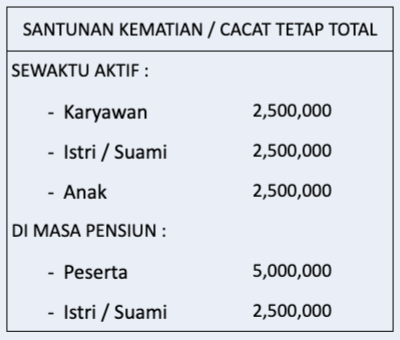 SANTUNAN KEMATIAN / CACAT TETAP TOTAL
SEWAKTU AKTIF :
- Karyawan 2,500,000
- Istri / Suami 2,500,000
- Anak 2,500,000
DI MASA PENSIUN :
- Peserta 5,000,000
- Istri / Suami 2,500,000